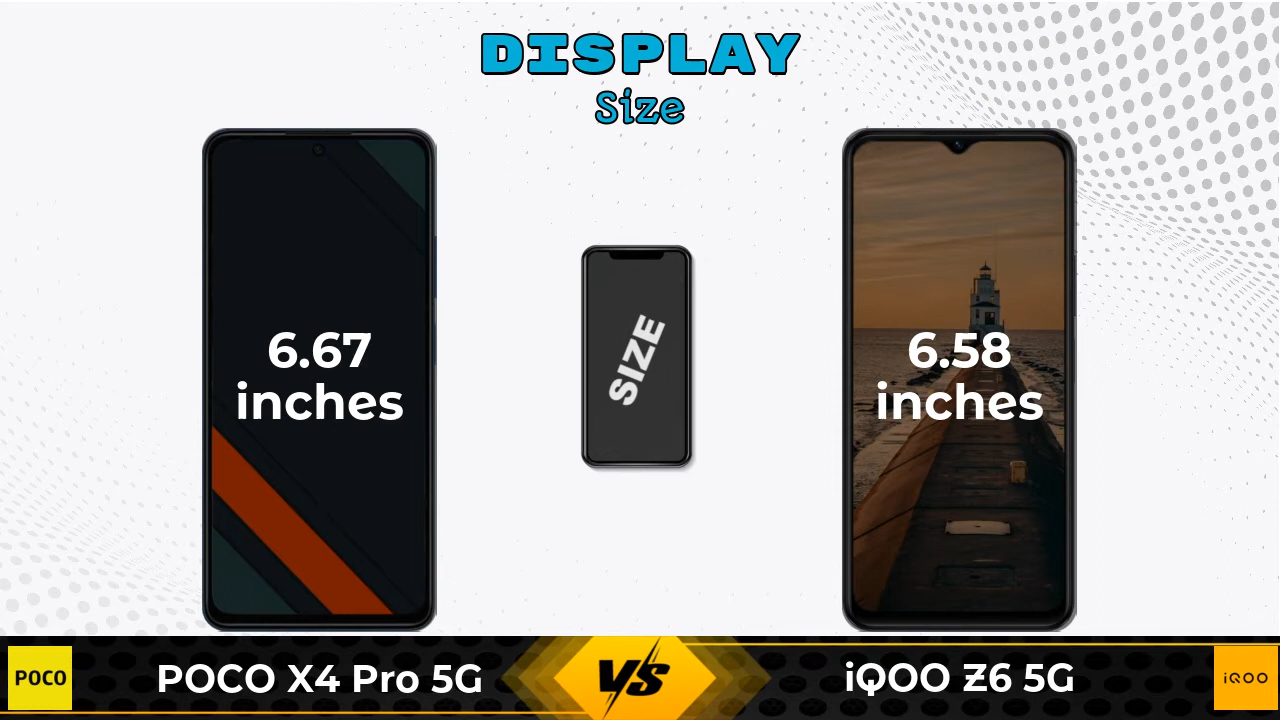 DISPLAY
Size
6.67
inches
SIZE
6.58
inches
POCO
POCO X4 Pro 5G
VS
iQOO Z6 5G
iQOO